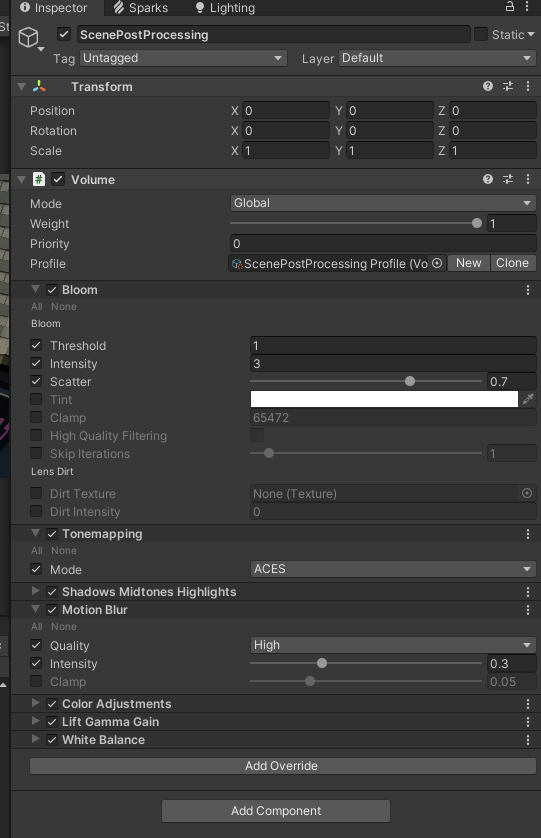 Inspector Sparks Lighting
St
ScenePostProcessing Static
Tag Untagged Layer Default
Transform
Position X 0 Y 0 Z 0
Rotation X 0 Y 0 Z 0
Scale X 1 Y 1 Z 1
# Volume
Mode Global
Weight 1
Priority 0
Profile ScenePostProcessing Profile (Vo New Clone
Bloom
All None
Bloom
Threshold 1
Intensity 3
Scatter 0.7
Tint
Clamp 65472
High Quality Filtering
Skip Iterations 1
Lens Dirt
Dirt Texture None (Texture)
Dirt Intensity 0
Tonemapping
All None
Mode ACES
Shadows Midtones Highlights
Motion Blur
All None
Quality High
Intensity 0.3
Clamp 0.05
Color Adjustments
Lift Gamma Gain
White Balance
Add Override
Add Component